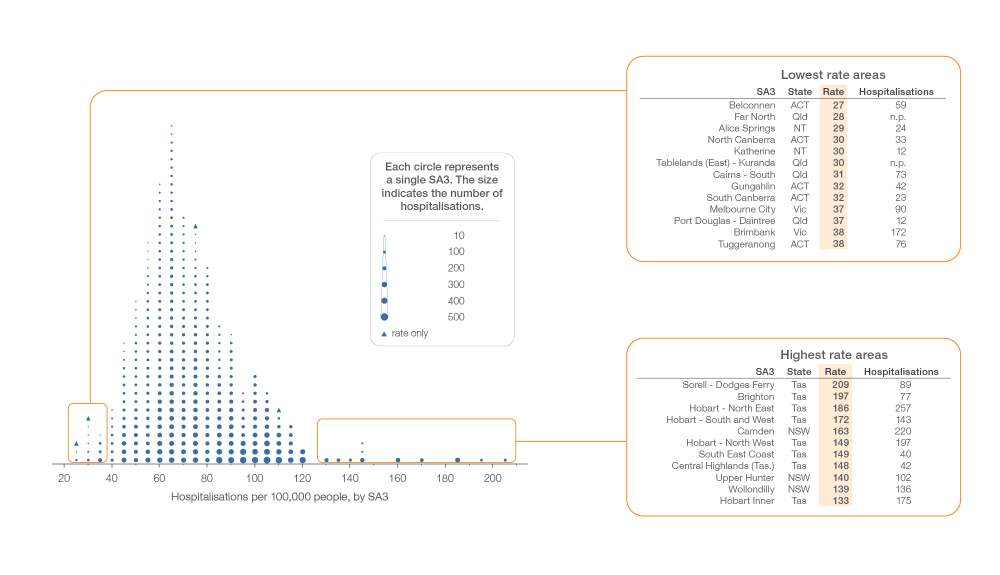 Lowest rate areas
SA3 State Rate Hospitalisations
Belconnen ACT 27 59
Far North Qld 28 n.p.
Alice Springs NT 29 24
North Canberra ACT 30 33
Katherine NT 30 12
Tablelands (East) - Kuranda Qld 30 n.p.
Cairns - South Qld 31 73
Gungahlin ACT 32 42
South Canberra ACT 32 23
Melbourne City Vic 37 90
Port Douglas - Daintree Qld 37 12
Brimbank Vic 38 172
Tuggeranong ACT 38 76
Each circle represents
a single SA3. The size
indicates the number of
hospitalisations.
10
100
200
300
400
500
rate only
Highest rate areas
SA3 State Rate Hospitalisations
Sorell - Dodges Ferry Tas 209 89
Brighton Tas 197 77
Hobart - North East Tas 186 257
Hobart - South and West Tas 172 143
Camden NSW 163 220
Hobart - North West Tas 149 197
South East Coast Tas 149 40
Central Highlands (Tas.) Tas 148 42
Upper Hunter NSW 140 102
Wollondilly NSW 139 136
Hobart Inner Tas 133 175
20 40 60 80 100 120 140 160 180 200
Hospitalisations per 100,000 people, by SA3